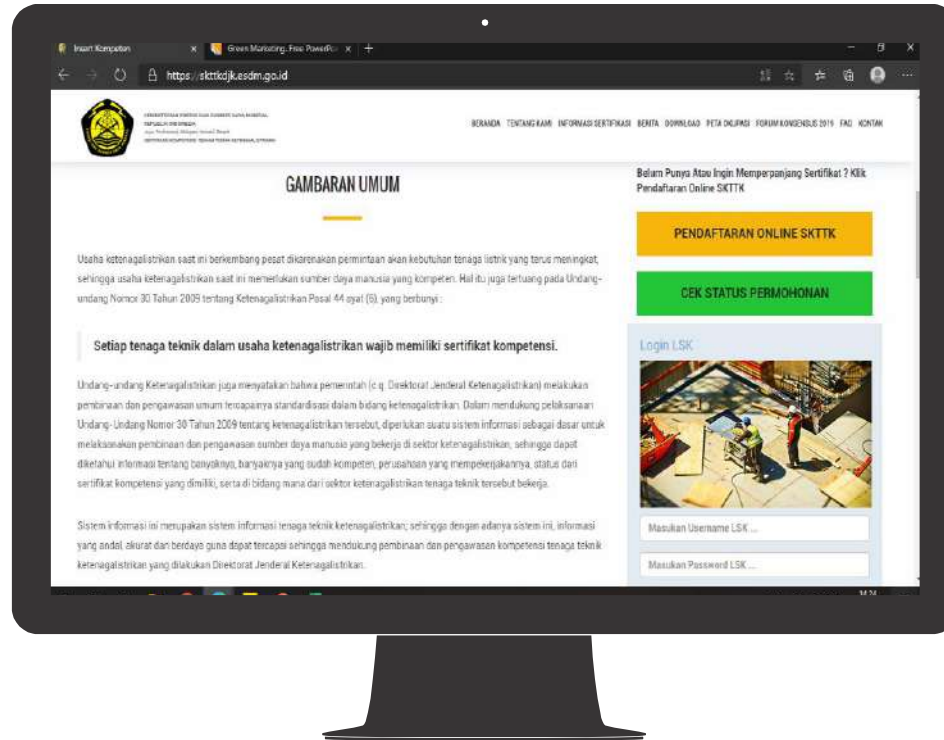 Insert Kompeten
Green Marketing. Free PowerPo
https://skttkdjk.esdm.go.id
BERANDA TENTANG KAMI INFORMASI SERTIFIKASI BERITA DOWNLOAD PETA OKUPASI FORUM KONSENSUS 2019 FAQ KONTAK
GAMBARAN UMUM
Usaha ketenagalistrikan saat ini berkembang pesat dikarenakan permintaan akan kebutuhan tenaga listrik yang terus meningkat,
sehingga usaha ketenagalistrikan saat ini memerlukan sumber daya manusia yang kompeten. Hal itu juga tertuang pada Undang-
undang Nomor 30 Tahun 2009 tentang Ketenagalistrikan Pasal 44 ayat (6), yang berbunyi :
Setiap tenaga teknik dalam usaha ketenagalistrikan wajib memiliki sertifikat kompetensi.
Undang-undang Ketenagalistrikan juga menyatakan bahwa pemerintah (c.q. Direktorat Jenderal Ketenagalistrikan) melakukan
pembinaan dan pengawasan umum tercapainya standardisasi dalam bidang ketenagalistrikan. Dalam mendukung pelaksanaan
Undang-Undang Nomor 30 Tahun 2009 tentang ketenagalistrikan tersebut, diperlukan suatu sistem informasi sebagai dasar untuk
melaksanakan pembinaan dan pengawasan sumber daya manusia yang bekerja di sektor ketenagalistrikan, sehingga dapat
diketahui informasi tentang banyaknya, banyaknya yang sudah kompeten, perusahaan yang mempekerjakannya, status dari
sertifikat kompetensi yang dimiliki, serta di bidang mana dari sektor ketenagalistrikan tenaga teknik tersebut bekerja.
Sistem informasi ini merupakan sistem informasi tenaga teknik ketenagalistrikan, sehingga dengan adanya sistem ini, informasi
yang andal, akurat dan berdaya guna dapat tercapai sehingga mendukung pembinaan dan pengawasan kompetensi tenaga teknik
ketenagalistrikan yang dilakukan Direktorat Jenderal Ketenagalistrikan.
Belum Punya Atau Ingin Memperpanjang Sertifikat ? Klik
Pendaftaran Online SKTTK
PENDAFTARAN ONLINE SKTTK
CEK STATUS PERMOHONAN
Login LSK
Masukan Username LSK ...
Masukan Password LSK ...